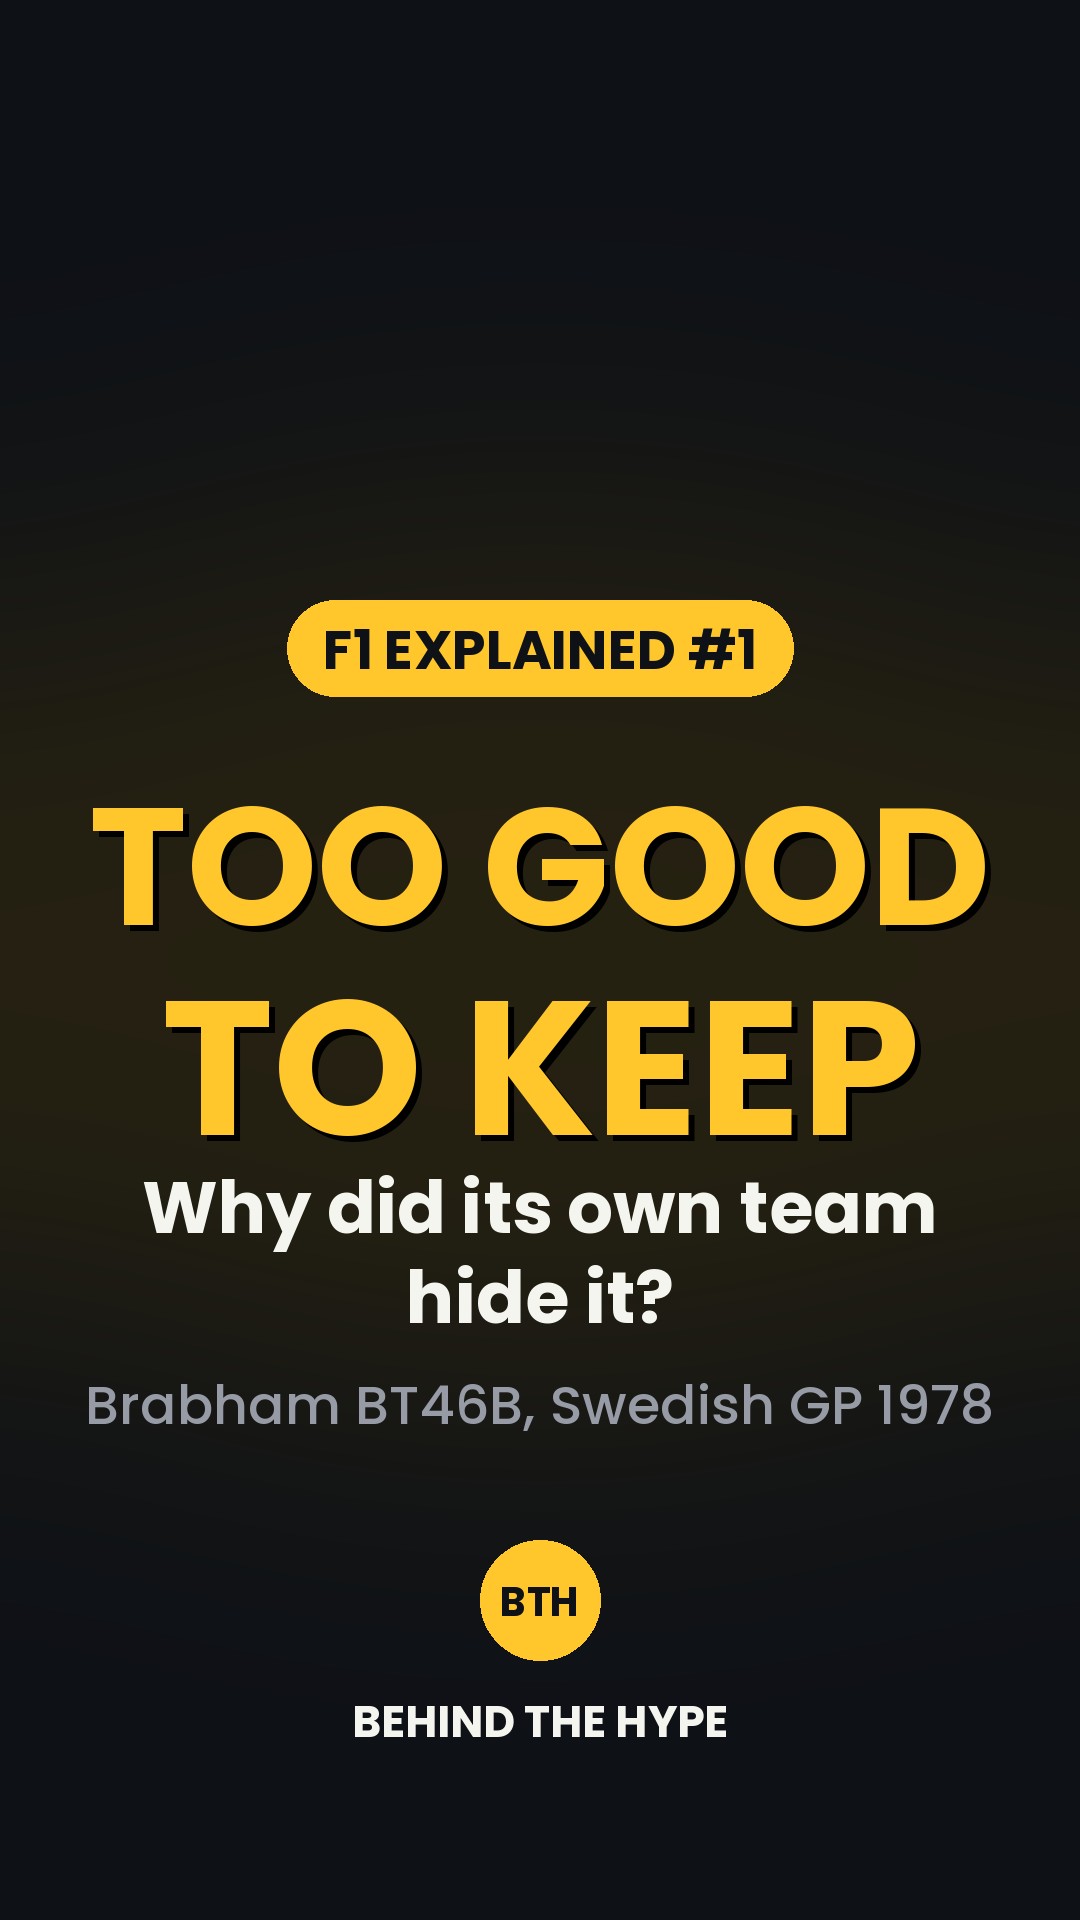 F1 EXPLAINED #1
TOO GOOD
TO KEEP
Why did its own team
hide it?
Brabham BT46B, Swedish GP 1978
BTH
BEHIND THE HYPE